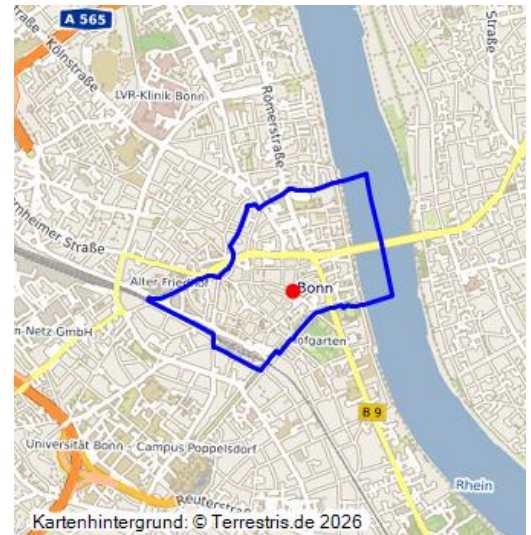 A 565
Kölnstraße
LVR-Klinik Bonn
Römerstraße
Straße
rnheimer Straße
Alter Friedhof
Bonn
n-Netz GmbH
ofgarten
B 9
Universität Bonn - Campus Poppelsdorf
Rhein
Reuterstra
Kartenhintergrund: © Terrestris.de 2026